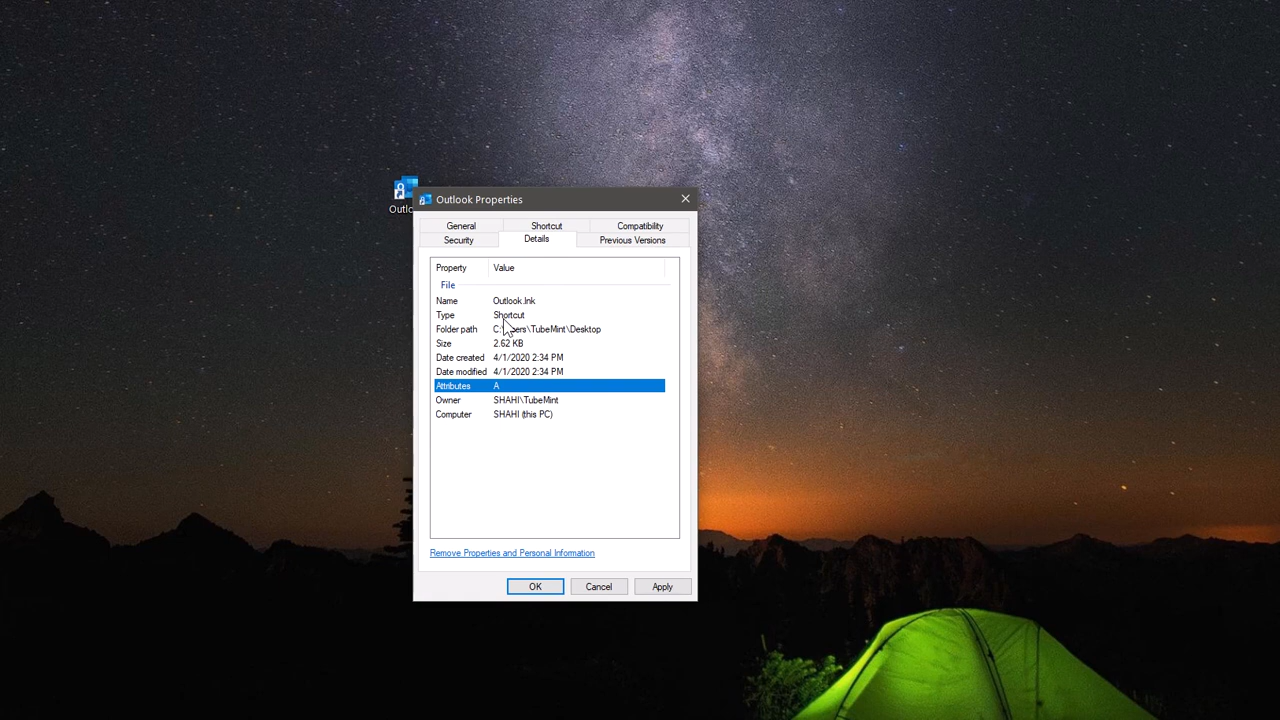 Outlook Properties
General Shortcut Compatibility
Security Details Previous Versions
Property Value
File
Name Outlook.lnk
Type Shortcut
Folder path C:\Users\TubeMint\Desktop
Size 2.62 KB
Date created 4/1/2020 2:34 PM
Date modified 4/1/2020 2:34 PM
Attributes A
Owner SHAHI\TubeMint
Computer SHAHI (this PC)
Remove Properties and Personal Information
OK Cancel Apply